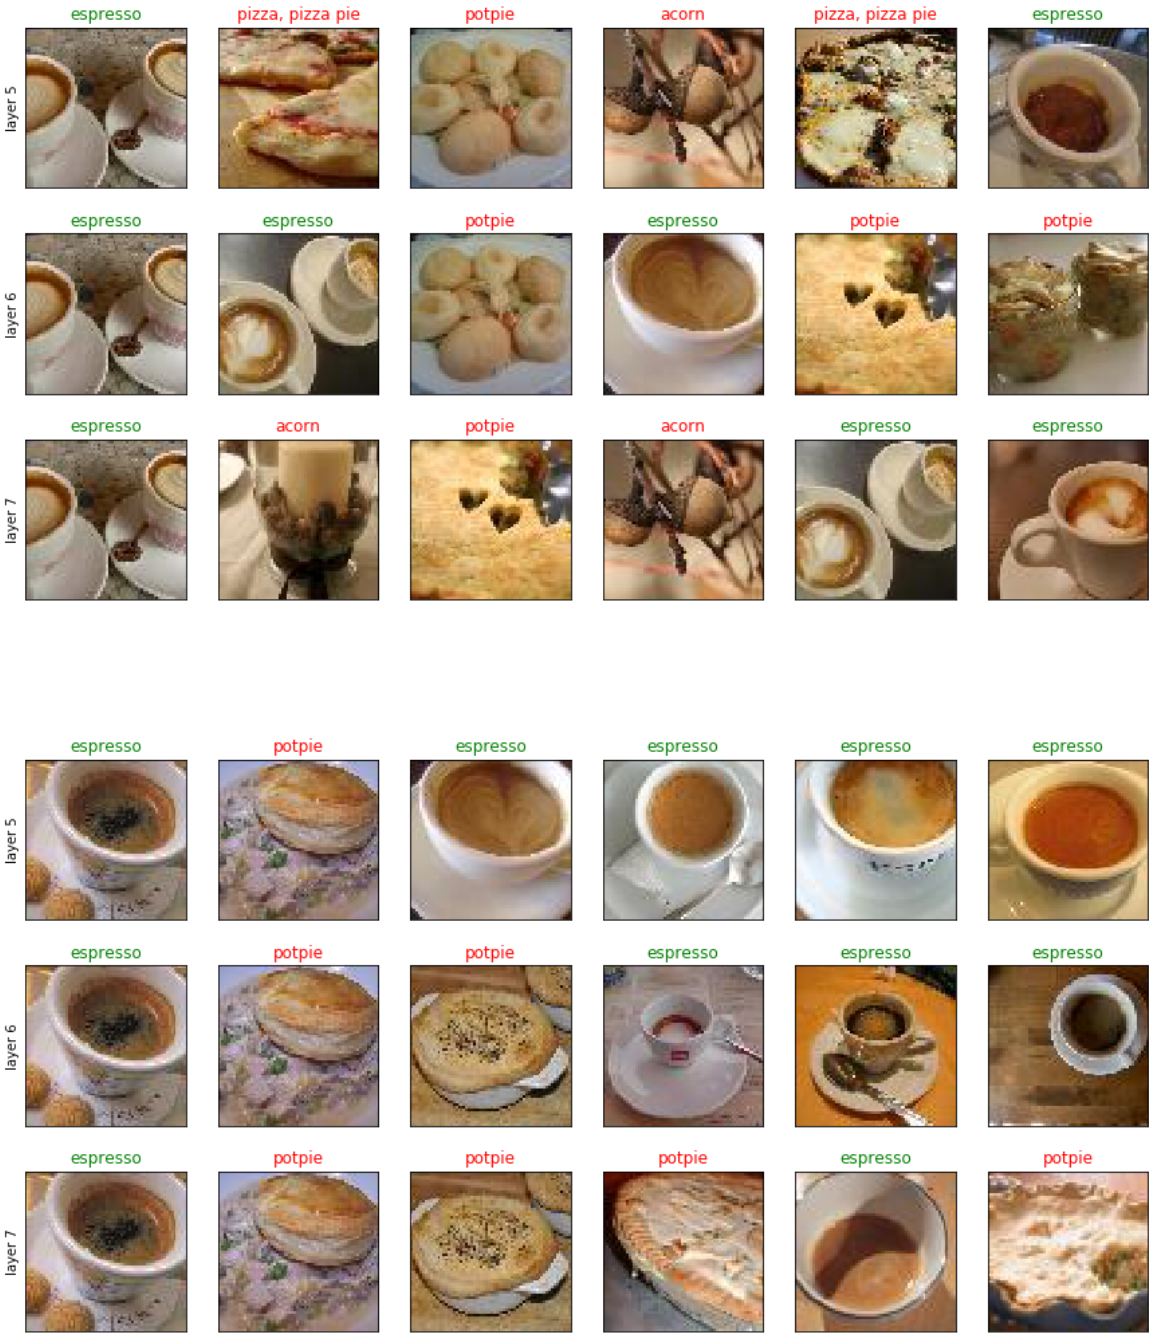 espresso pizza, pizza pie potpie acorn pizza, pizza pie espresso
layer 5
espresso espresso potpie espresso potpie potpie
layer 6
espresso acorn potpie acorn espresso espresso
layer 7
espresso potpie espresso espresso espresso espresso
layer 5
espresso potpie potpie espresso espresso espresso
layer 6
espresso potpie potpie potpie espresso potpie
layer 7